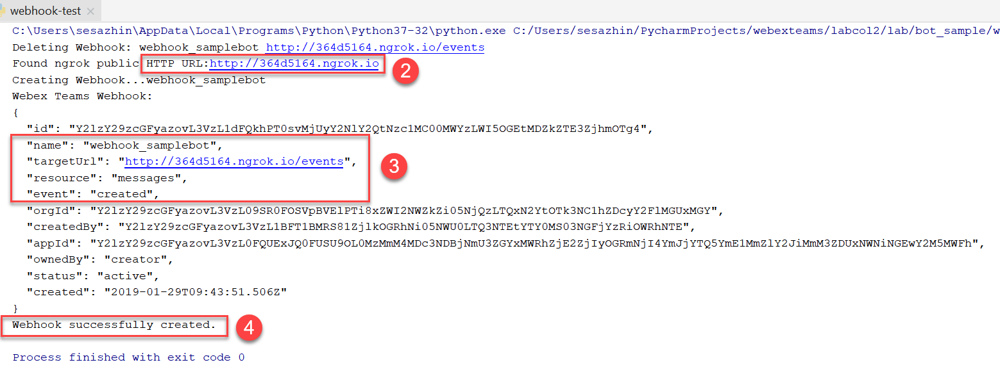 webhook-test ×
C:\Users\sesazhin\AppData\Local\Programs\Python\Python37-32\python.exe C:/Users/sesazhin/PycharmProjects/webexteams/labcol2/lab/bot_sample/w
Deleting Webhook: webhook_samplebot http://364d5164.ngrok.io/events
Found ngrok public HTTP URL:http://364d5164.ngrok.io
2
Creating Webhook...webhook_samplebot
Webex Teams Webhook:
{
"id": "Y2lzY29zcGFyazovL3VzL1dFQkhPT0svMjUyY2NlY2QtNzc1MC00MWYzLWI5OGEtMDZkZTE3ZjhmOTg4",
"name": "webhook_samplebot",
"targetUrl": "http://364d5164.ngrok.io/events",
3
"resource": "messages",
"event": "created",
"orgId": "Y2lzY29zcGFyazovL3VzL09SR0FOSVpBVElPTi8xZWI2NWZkZi05NjQzLTQxN2YtOTk3NC1hZDcyY2FlMGUxMGY",
"createdBy": "Y2lzY29zcGFyazovL3VzL1BFT1BMRS81ZjlkOGRhNi05NWU0LTQ3NTEtYTY0MS03NGFjYzRiOWRhNTE",
"appId": "Y2lzY29zcGFyazovL3VzL0FQUExJQ0FUSU9OL0MzMmM4MDc3NDBjNmU3ZGYxMWRhZjE2ZjIyOGRmNjI4YmJjYTQ5YmE1MmZlY2JiMmM3ZDUxNWNiNGEwY2M5MWFh",
"ownedBy": "creator",
"status": "active",
"created": "2019-01-29T09:43:51.506Z"
}
Webhook successfully created.
4
Process finished with exit code 0